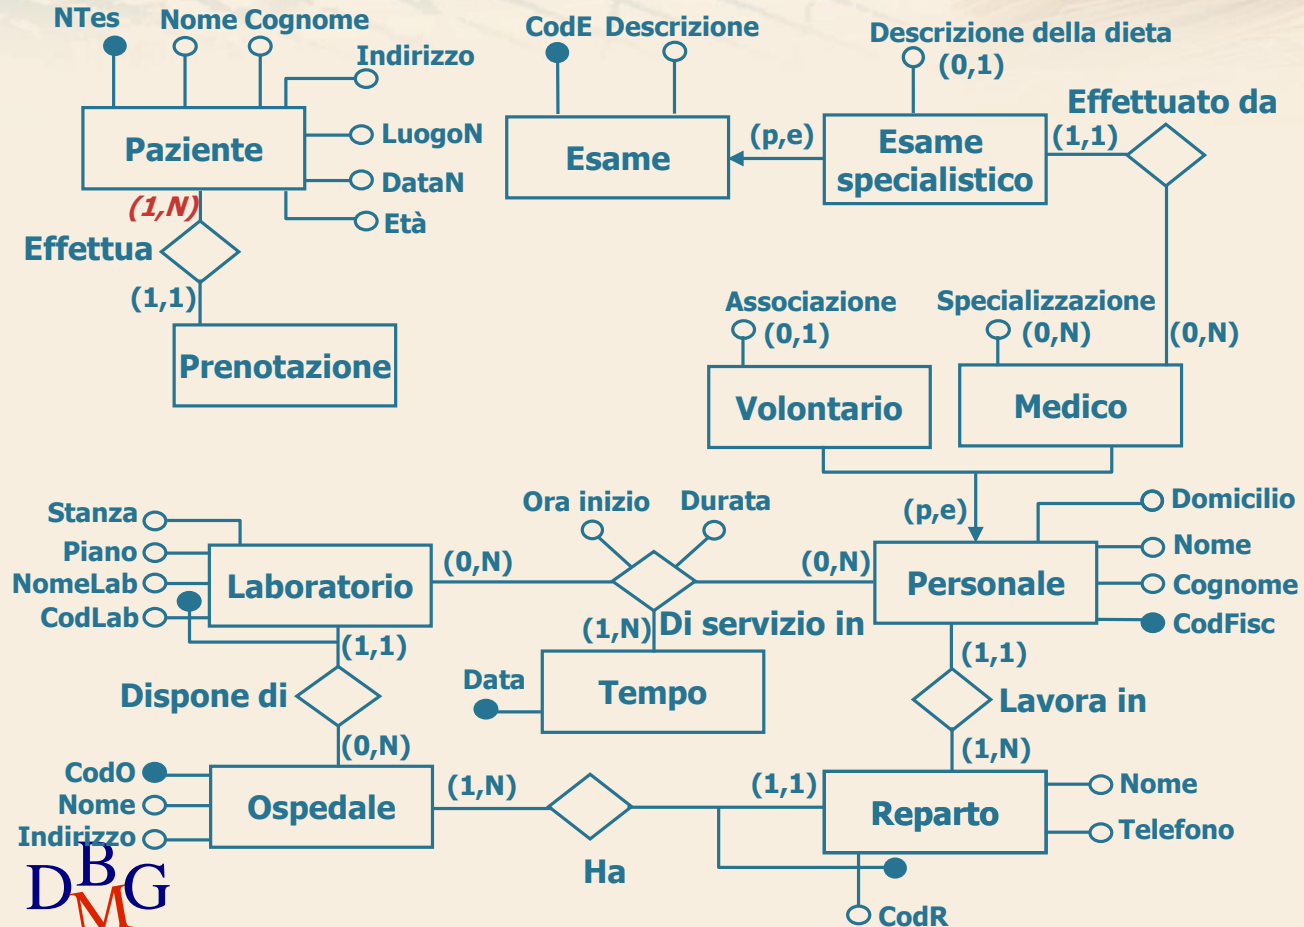 NTes
Nome Cognome
Indirizzo
Paziente
LuogoN
DataN
Età
(1,N)
Effettua
(1,1)
Prenotazione
CodE Descrizione
Esame
(p,e)
Descrizione della dieta
(0,1)
Esame
specialistico
Effettuato da
(1,1)
(0,N)
Associazione
(0,1)
Volontario
Specializzazione
(0,N)
Medico
(p,e)
Domicilio
Nome
Cognome
CodFisc
Personale
Stanza
Piano
NomeLab
CodLab
Laboratorio
(0,N)
Ora inizio
Durata
(0,N)
Di servizio in
(1,N)
Data
Tempo
(1,1)
Dispone di
(0,N)
(1,1)
Lavora in
(1,N)
CodO
Nome
Indirizzo
Ospedale
(1,N)
Ha
(1,1)
Reparto
Nome
Telefono
CodR
DBMG